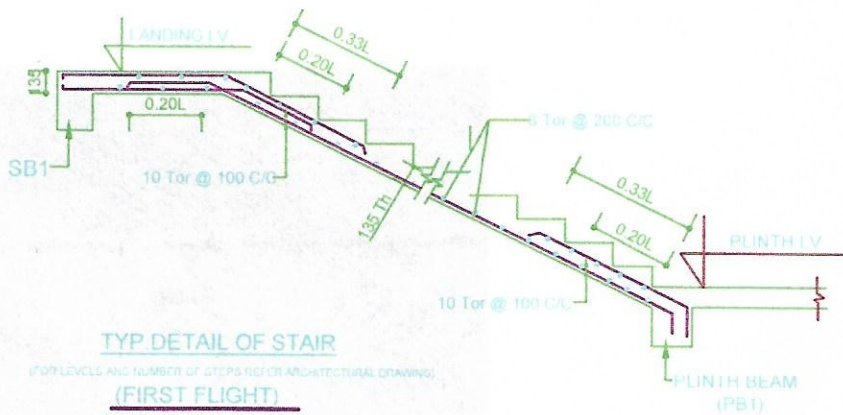 LANDING LV
0.33L
0.20L
135
0.20L
SB1
10 Tor @ 100 C/C
135 Th
8 Tor @ 200 C/C
0.33L
0.20L
PLINTH LV
10 Tor @ 100 C/C
TYP.DETAIL OF STAIR
(FOR LEVELS AND NUMBER OF STEPS REFER ARCHITECTURAL DRAWING)
(FIRST FLIGHT)
PLINTH BEAM
(PB1)